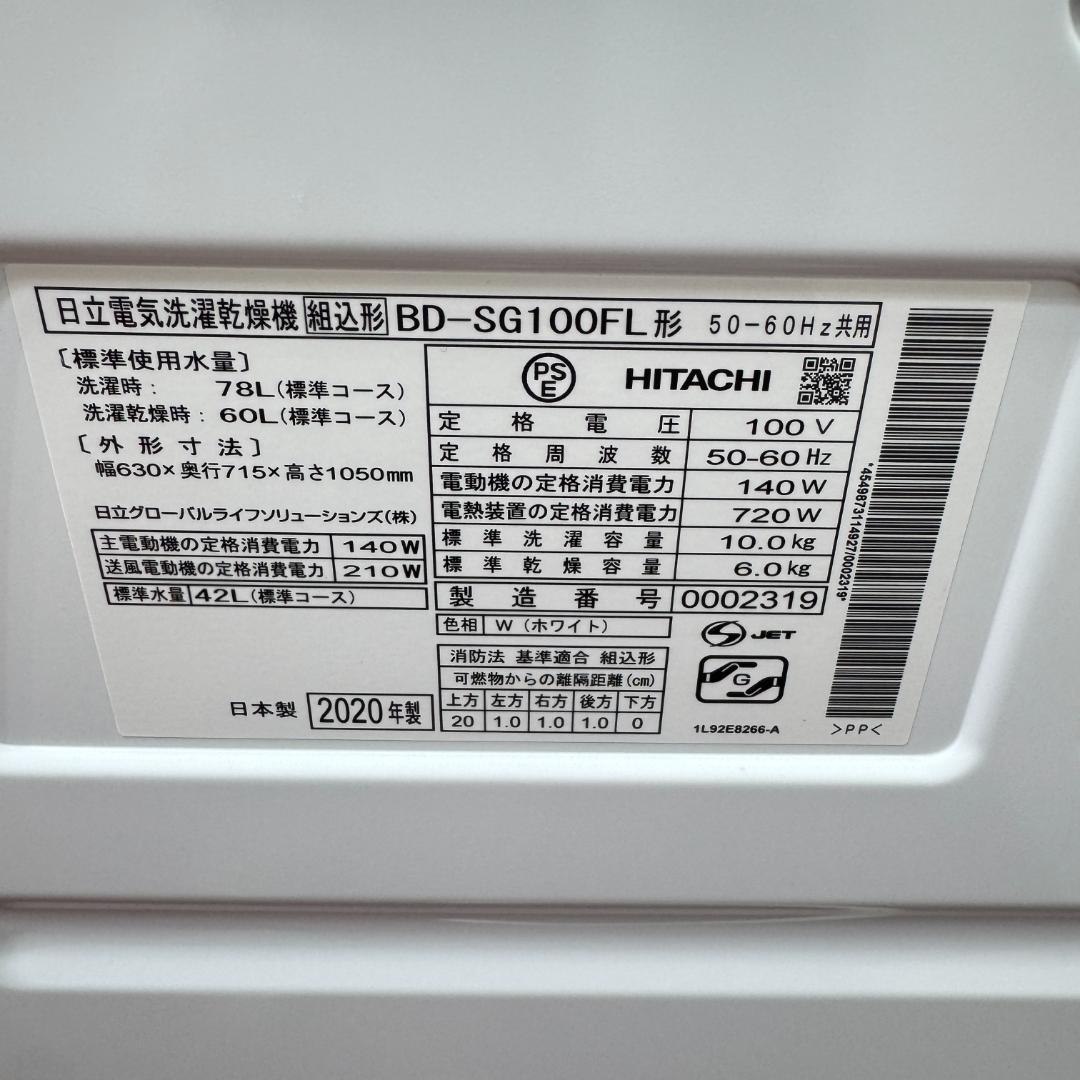 日立電気洗濯乾燥機 組込形 BD-SG100FL形 50-60Hz共用
〔標準使用水量〕
洗濯時： 78L(標準コース)
洗濯乾燥時：60L(標準コース)
〔外形寸法〕
幅630×奥行715×高さ1050mm
日立グローバルライフソリューションズ(株)
主電動機の定格消費電力 140W
送風電動機の定格消費電力 210W
標準水量 42L(標準コース)
日本製 2020年製
PS
E
HITACHI
定格電圧 100V
定格周波数 50-60Hz
電動機の定格消費電力 140W
電熱装置の定格消費電力 720W
標準洗濯容量 10.0kg
標準乾燥容量 6.0kg
製造番号 0002319
色相 W（ホワイト）
消防法 基準適合 組込形
可燃物からの離隔距離(cm)
上方 左方 右方 後方 下方
20 1.0 1.0 1.0 0
S JET
G
1L92E8266-A
*4549873114927/0002319*
>PP<